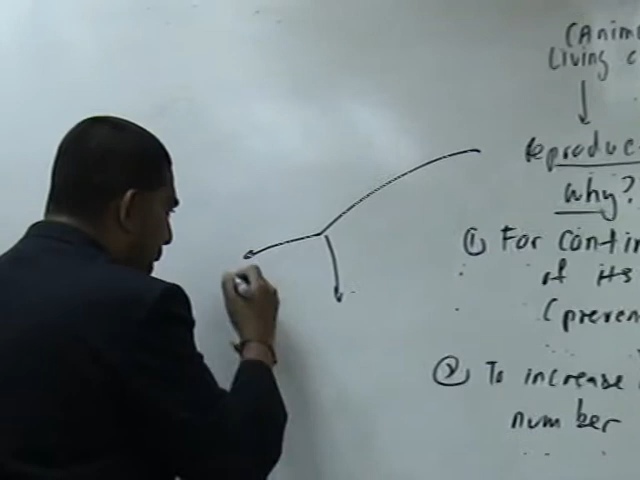 (Anim
Living c
Reproduc
why?
① For contin
of its
(preven
② To increase
number